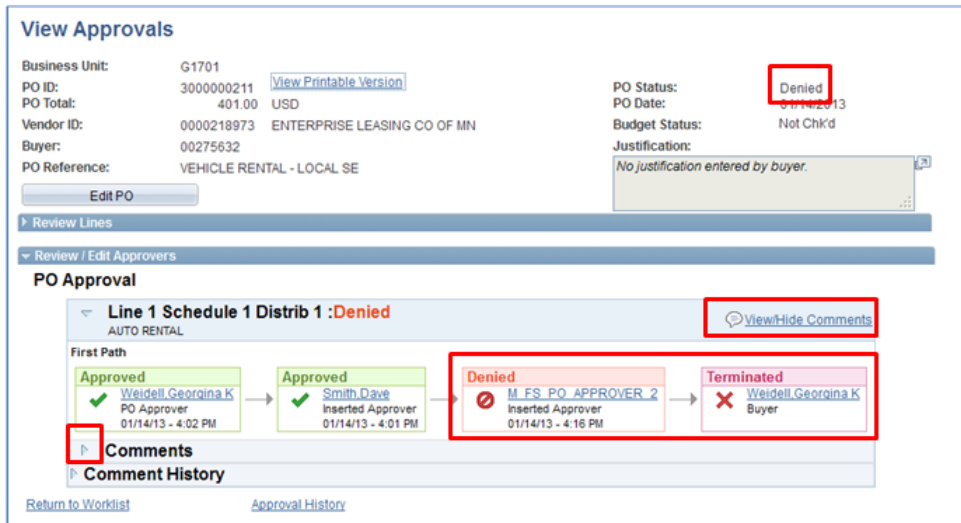 View Approvals
Business Unit: G1701
PO ID: 3000000211 View Printable Version PO Status: Denied
PO Total: 401.00 USD PO Date: 01/14/2013
Vendor ID: 0000218973 ENTERPRISE LEASING CO OF MN Budget Status: Not Chk'd
Buyer: 00275632 Justification:
PO Reference: VEHICLE RENTAL - LOCAL SE No justification entered by buyer.
Edit PO
Review Lines
Review / Edit Approvers
PO Approval
Line 1 Schedule 1 Distrib 1 :Denied
View/Hide Comments
AUTO RENTAL
First Path
Approved
Weidell,Georgina K
PO Approver
01/14/13 - 4:02 PM
Approved
Smith,Dave
Inserted Approver
01/14/13 - 4:01 PM
Denied
M_FS_PO_APPROVER_2
Inserted Approver
01/14/13 - 4:16 PM
Terminated
Weidell,Georgina K
Buyer
Comments
Comment History
Return to Worklist Approval History